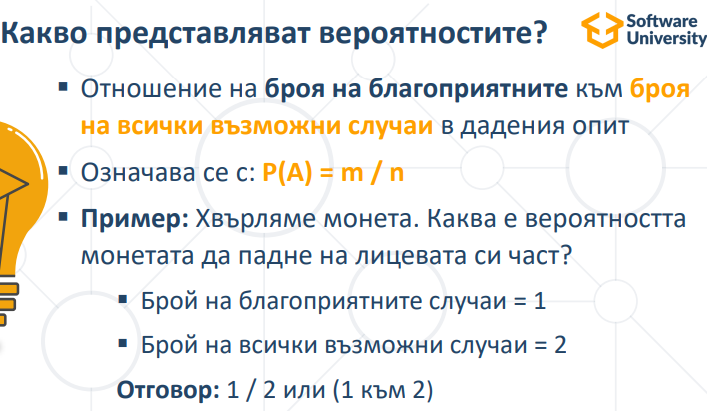 Какво представляват вероятностите?
Software
University
▪ Отношение на броя на благоприятните към броя
на всички възможни случаи в дадения опит
▪ Означава се с: P(A) = m / n
▪ Пример: Хвърляме монета. Каква е вероятността
монетата да падне на лицевата си част?
▪ Брой на благоприятните случаи = 1
▪ Брой на всички възможни случаи = 2
Отговор: 1 / 2 или (1 към 2)